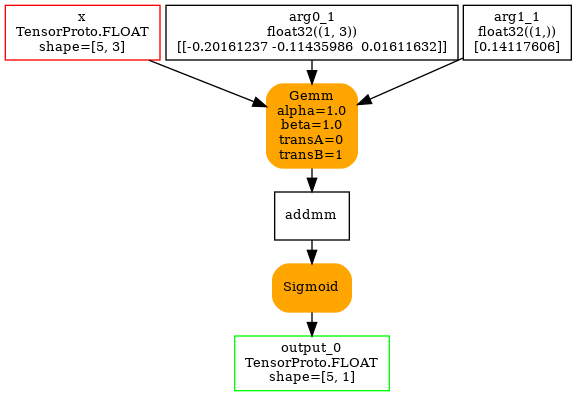 x
TensorProto.FLOAT
shape=[5, 3]
arg0_1
float32((1, 3))
[[-0.20161237 -0.11435986  0.01611632]]
arg1_1
float32((1,))
[0.14117606]
Gemm
alpha=1.0
beta=1.0
transA=0
transB=1
addmm
Sigmoid
output_0
TensorProto.FLOAT
shape=[5, 1]